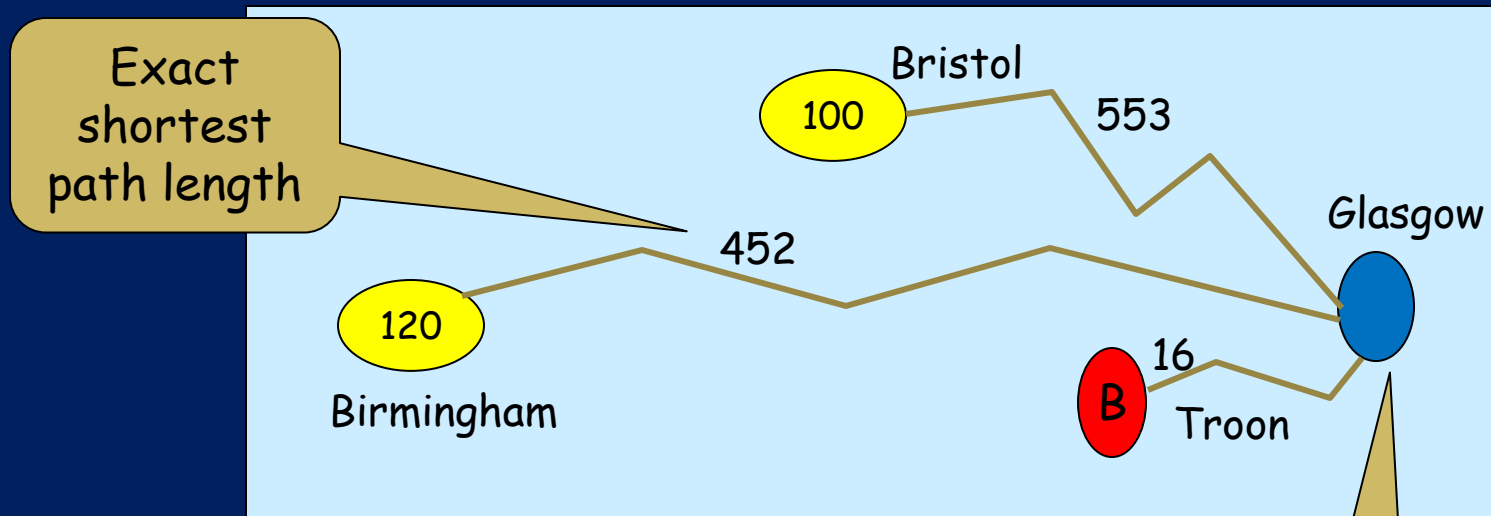 Exact
shortest
path length
Bristol
100
553
Glasgow
452
120
16
B
Birmingham
Troon